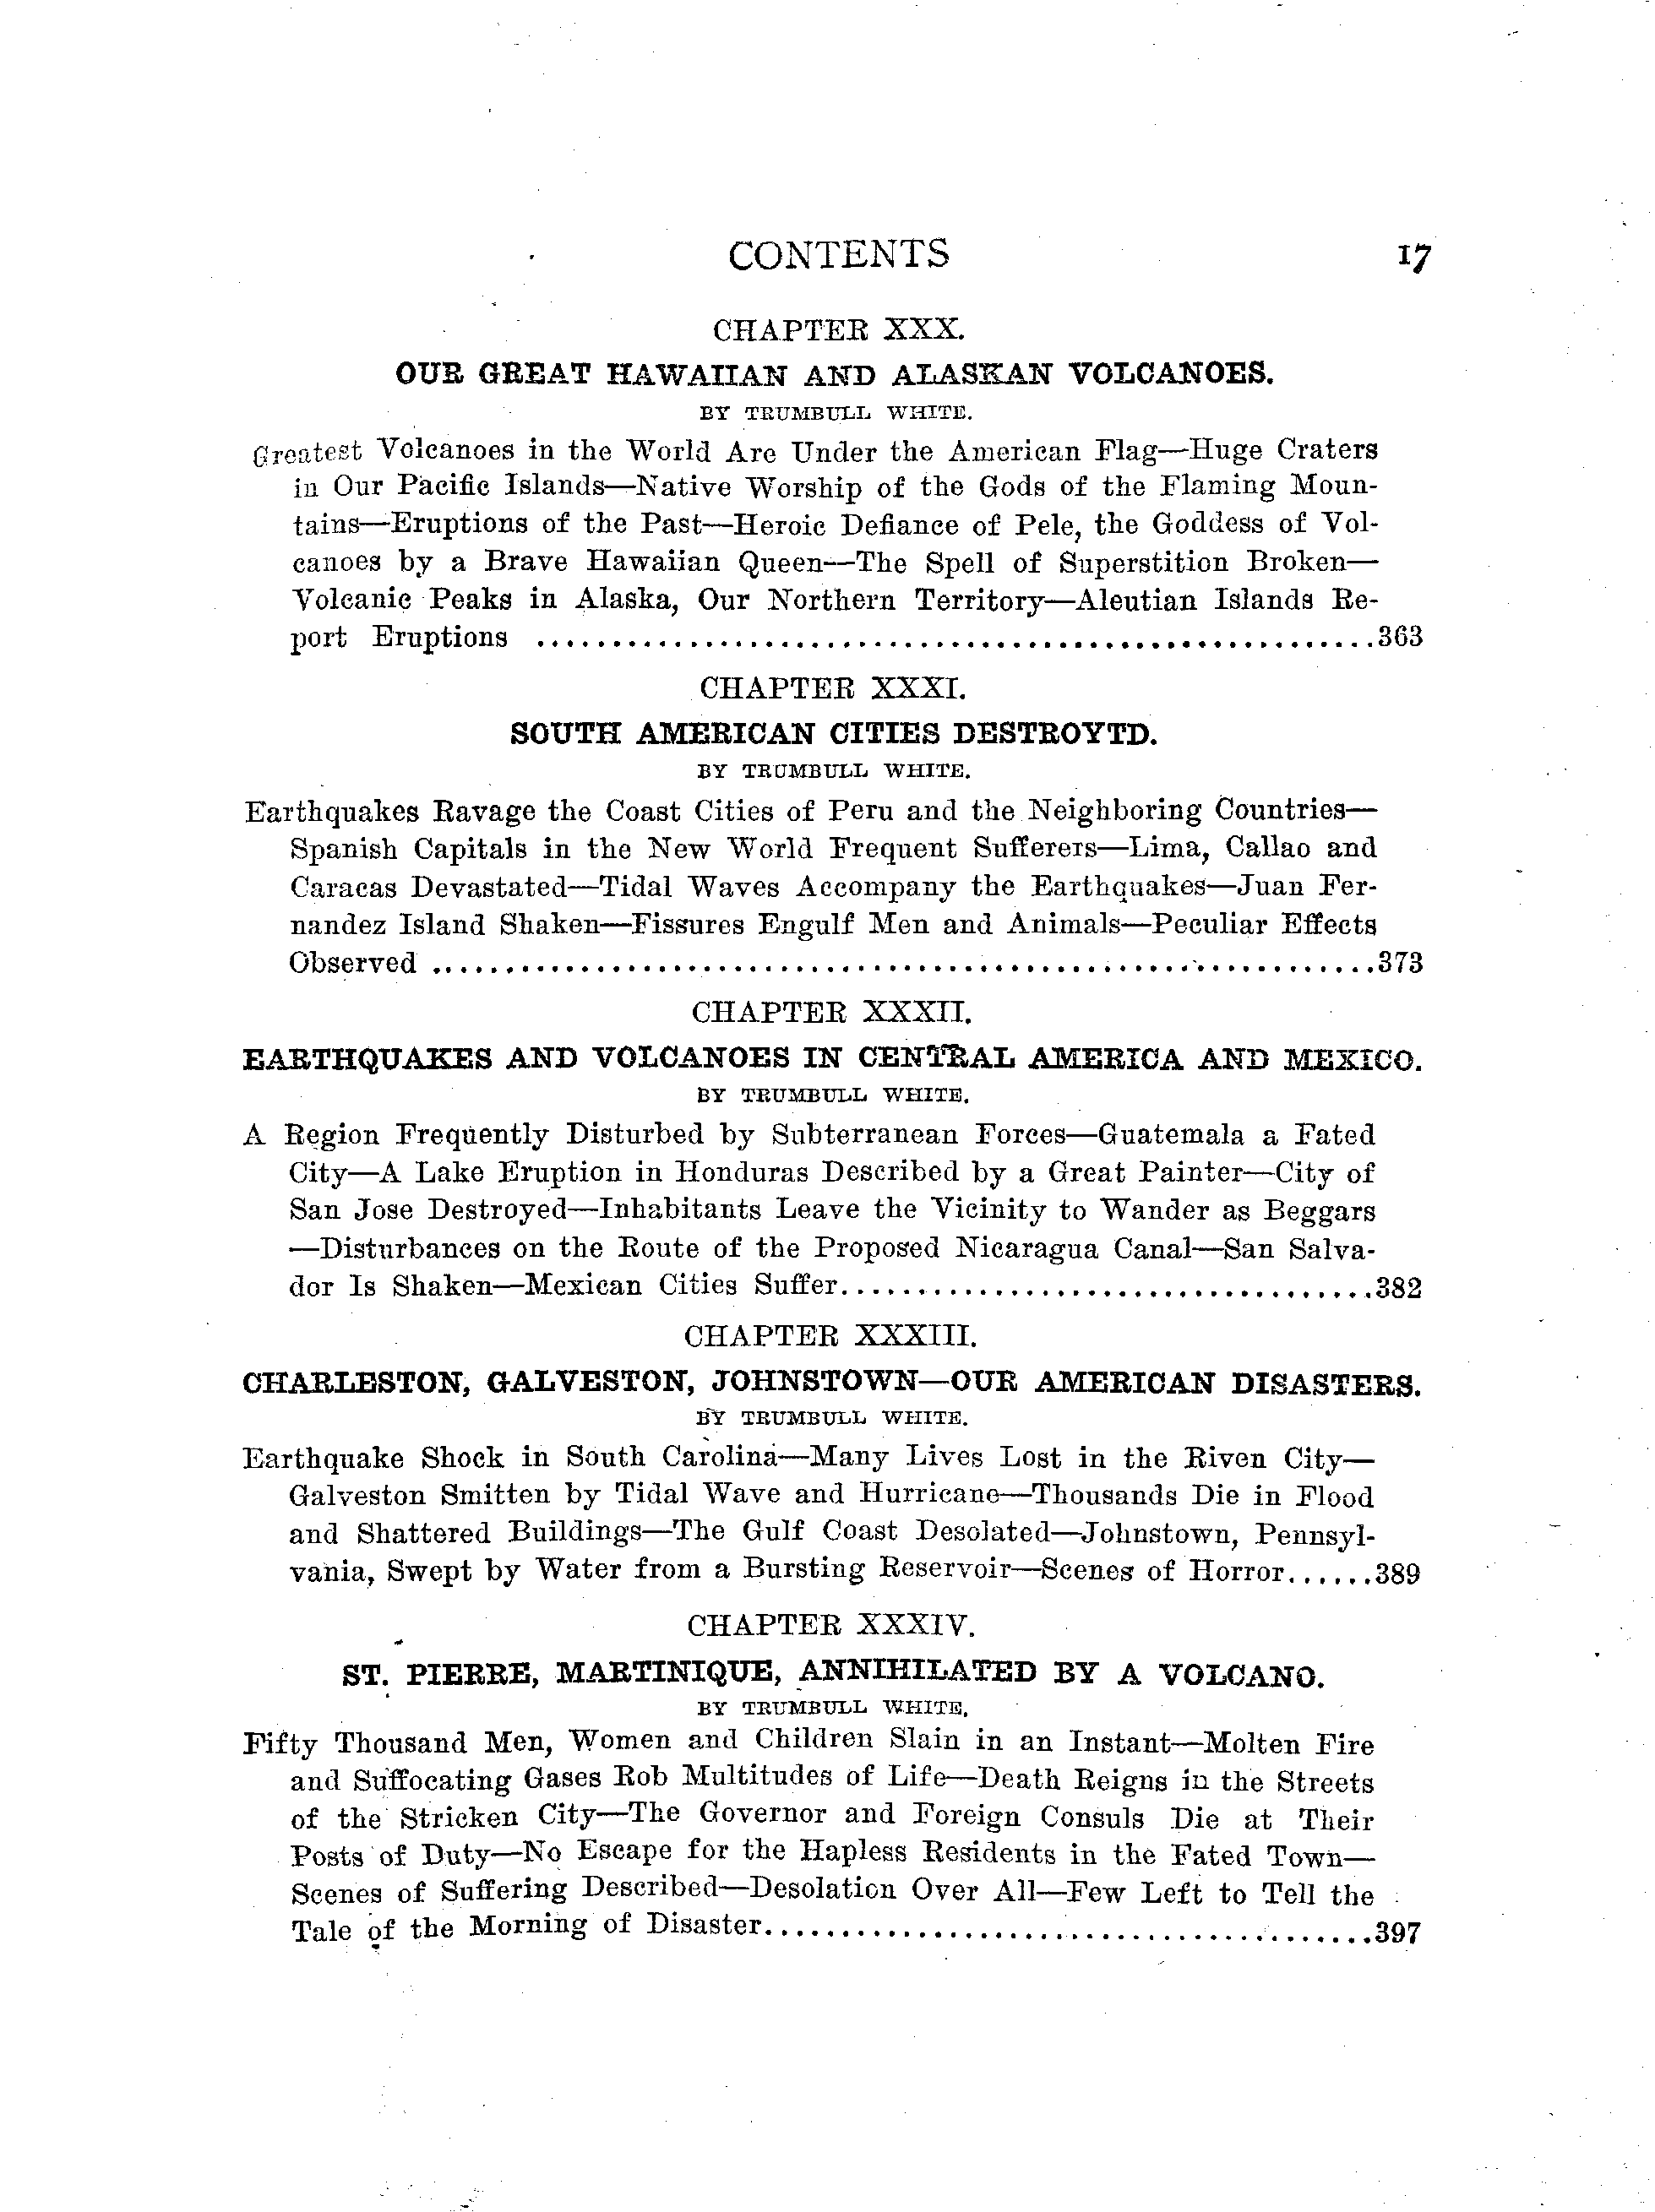 CONTENTS 17
CHAPTER XXX.
OUR GREAT HAWAIIAN AND ALASKAN VOLCANOES.
BY TRUMBULL WHITE.
Greatest Volcanoes in the World Are Under the American Flag—Huge Craters
in Our Pacific Islands—Native Worship of the Gods of the Flaming Moun-
tains—Eruptions of the Past—Heroic Defiance of Pele, the Goddess of Vol-
canoes by a Brave Hawaiian Queen—The Spell of Superstition Broken—
Volcanic Peaks in Alaska, Our Northern Territory—Aleutian Islands Re-
port Eruptions ........................................................363
CHAPTER XXXI.
SOUTH AMERICAN CITIES DESTROYTD.
BY TRUMBULL WHITE.
Earthquakes Ravage the Coast Cities of Peru and the Neighboring Countries—
Spanish Capitals in the New World Frequent Sufferers—Lima, Callao and
Caracas Devastated—Tidal Waves Accompany the Earthquakes—Juan Fer-
nandez Island Shaken—Fissures Engulf Men and Animals—Peculiar Effects
Observed ...............................................................373
CHAPTER XXXII.
EARTHQUAKES AND VOLCANOES IN CENTRAL AMERICA AND MEXICO.
BY TRUMBULL WHITE.
A Region Frequently Disturbed by Subterranean Forces—Guatemala a Fated
City—A Lake Eruption in Honduras Described by a Great Painter—City of
San Jose Destroyed—Inhabitants Leave the Vicinity to Wander as Beggars
—Disturbances on the Route of the Proposed Nicaragua Canal—San Salva-
dor Is Shaken—Mexican Cities Suffer...................................382
CHAPTER XXXIII.
CHARLESTON, GALVESTON, JOHNSTOWN—OUR AMERICAN DISASTERS.
BY TRUMBULL WHITE.
Earthquake Shock in South Carolina—Many Lives Lost in the Riven City—
Galveston Smitten by Tidal Wave and Hurricane—Thousands Die in Flood
and Shattered Buildings—The Gulf Coast Desolated—Johnstown, Pennsyl-
vania, Swept by Water from a Bursting Reservoir—Scenes of Horror......389
CHAPTER XXXIV.
ST. PIERRE, MARTINIQUE, ANNIHILATED BY A VOLCANO.
BY TRUMBULL WHITE.
Fifty Thousand Men, Women and Children Slain in an Instant—Molten Fire
and Suffocating Gases Rob Multitudes of Life—Death Reigns in the Streets
of the Stricken City—The Governor and Foreign Consuls Die at Their
Posts of Duty—No Escape for the Hapless Residents in the Fated Town—
Scenes of Suffering Described—Desolation Over All—Few Left to Tell the
Tale of the Morning of Disaster........................................397